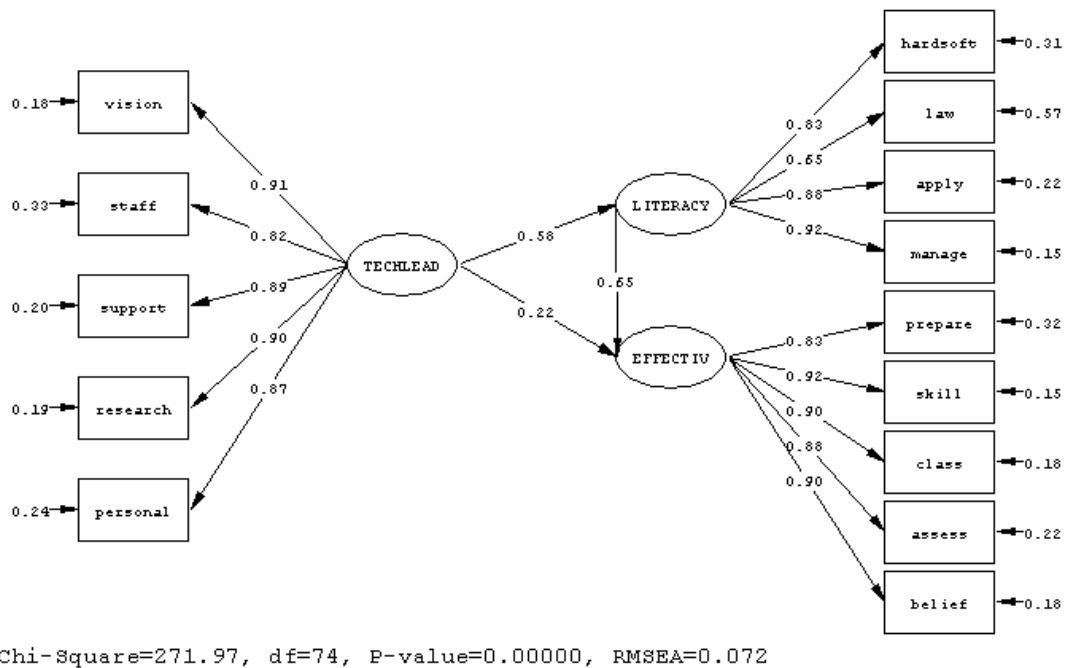 0.18 vision
0.33 staff
0.20 support
0.19 research
0.24 personal
0.91
0.82
0.89
0.90
0.87
TECHLEAD
0.58
0.22
LITERACY
0.65
EFFECTIV
0.83
0.65
0.88
0.92
0.83
0.92
0.90
0.88
0.90
hardsoft 0.31
law 0.57
apply 0.22
manage 0.15
prepare 0.32
skill 0.15
class 0.18
assess 0.22
belief 0.18
Chi-Square=271.97, df=74, P-value=0.00000, RMSEA=0.072